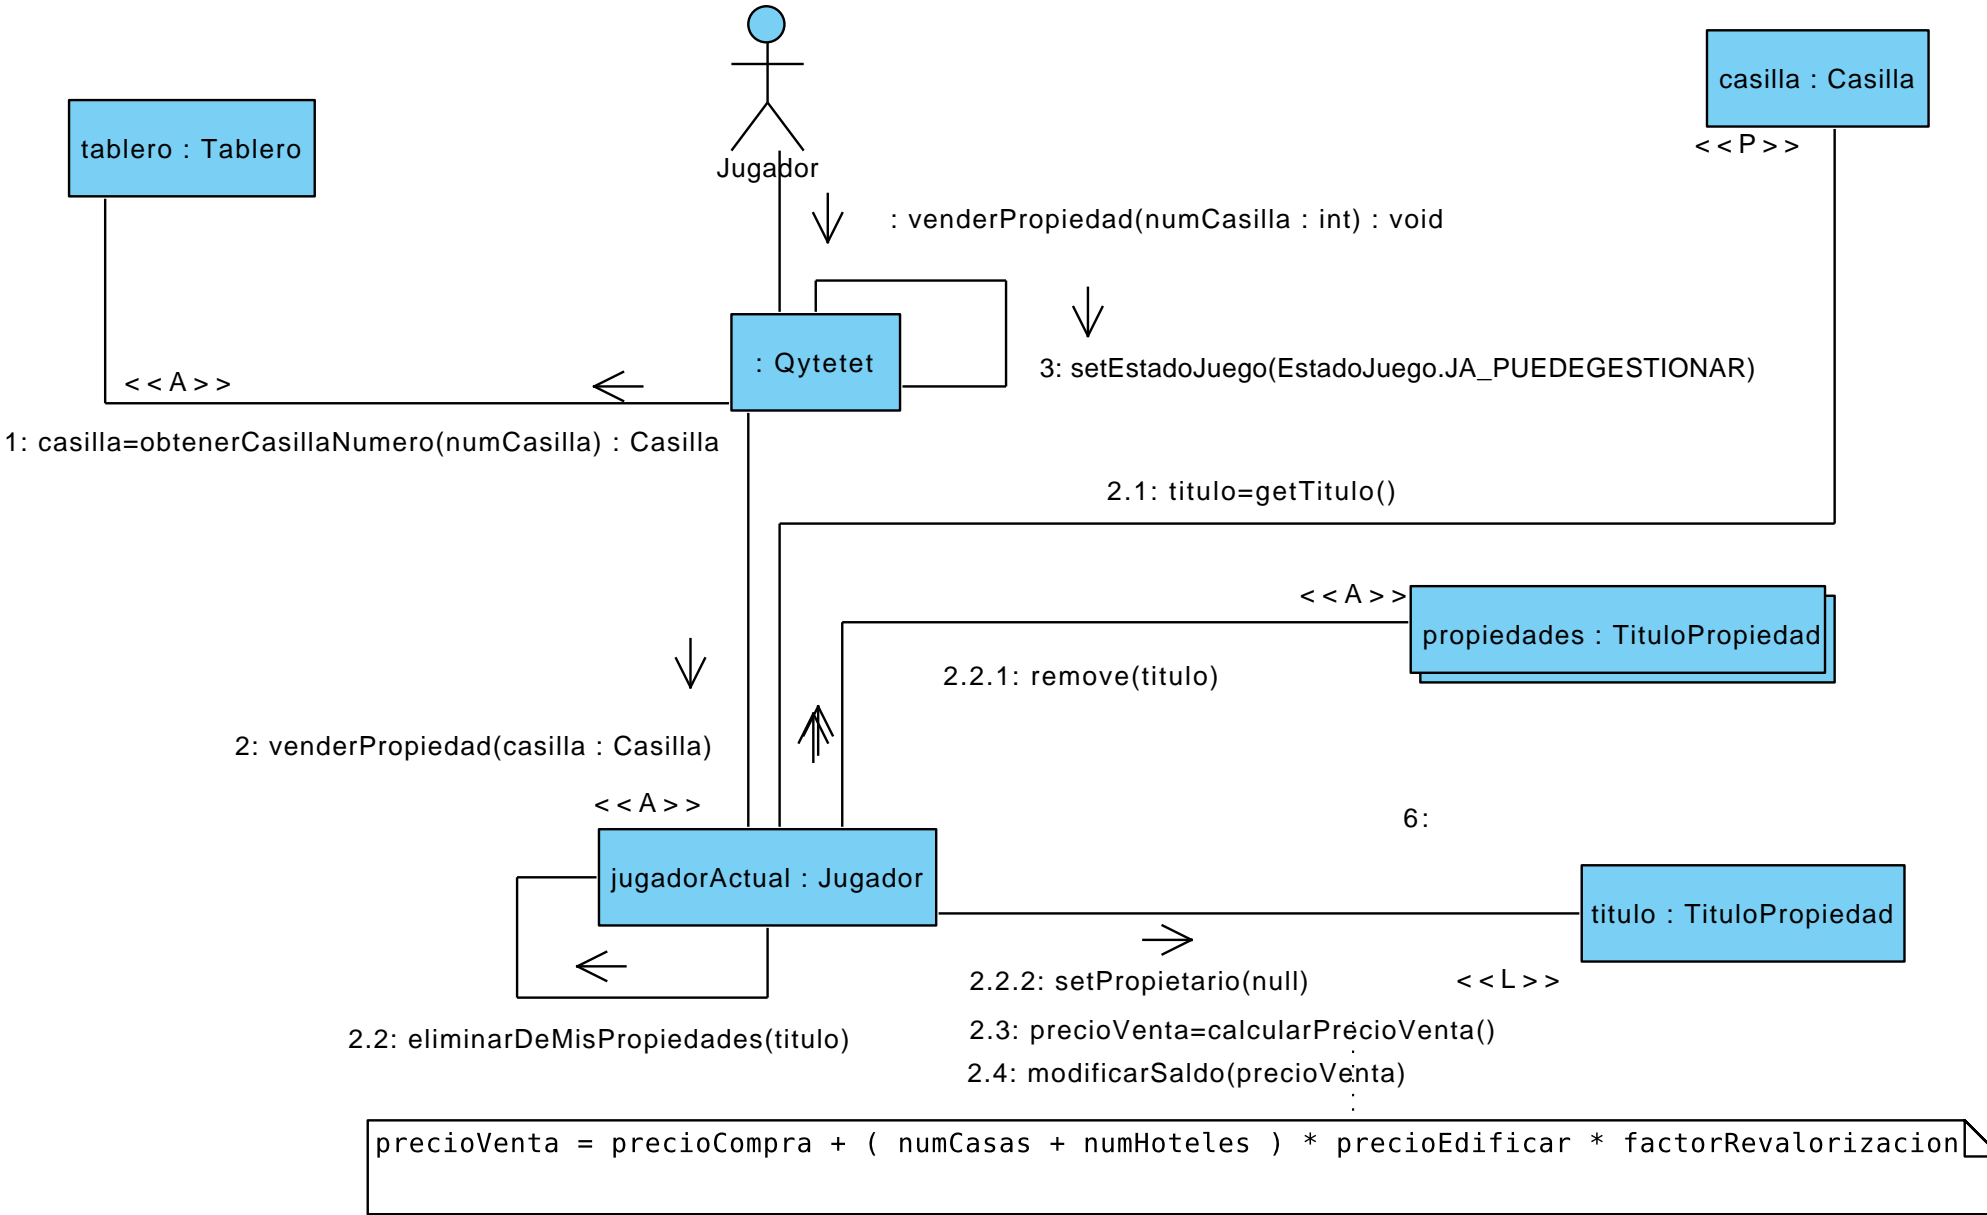 casilla : Casilla
<<P>>
tablero : Tablero
Jugador
: venderPropiedad(numCasilla : int) : void
: Qytetet
3: setEstadoJuego(EstadoJuego.JA_PUEDEGESTIONAR)
<<A>>
1: casilla=obtenerCasillaNumero(numCasilla) : Casilla
2.1: titulo=getTitulo()
<<A>>
propiedades : TituloPropiedad
2.2.1: remove(titulo)
2: venderPropiedad(casilla : Casilla)
<<A>>
6:
jugadorActual : Jugador
titulo : TituloPropiedad
2.2.2: setPropietario(null)
<<L>>
2.2: eliminarDeMisPropiedades(titulo)
2.3: precioVenta=calcularPrecioVenta()
2.4: modificarSaldo(precioVenta)
precioVenta = precioCompra + ( numCasas + numHoteles ) * precioEdificar * factorRevalorizacion